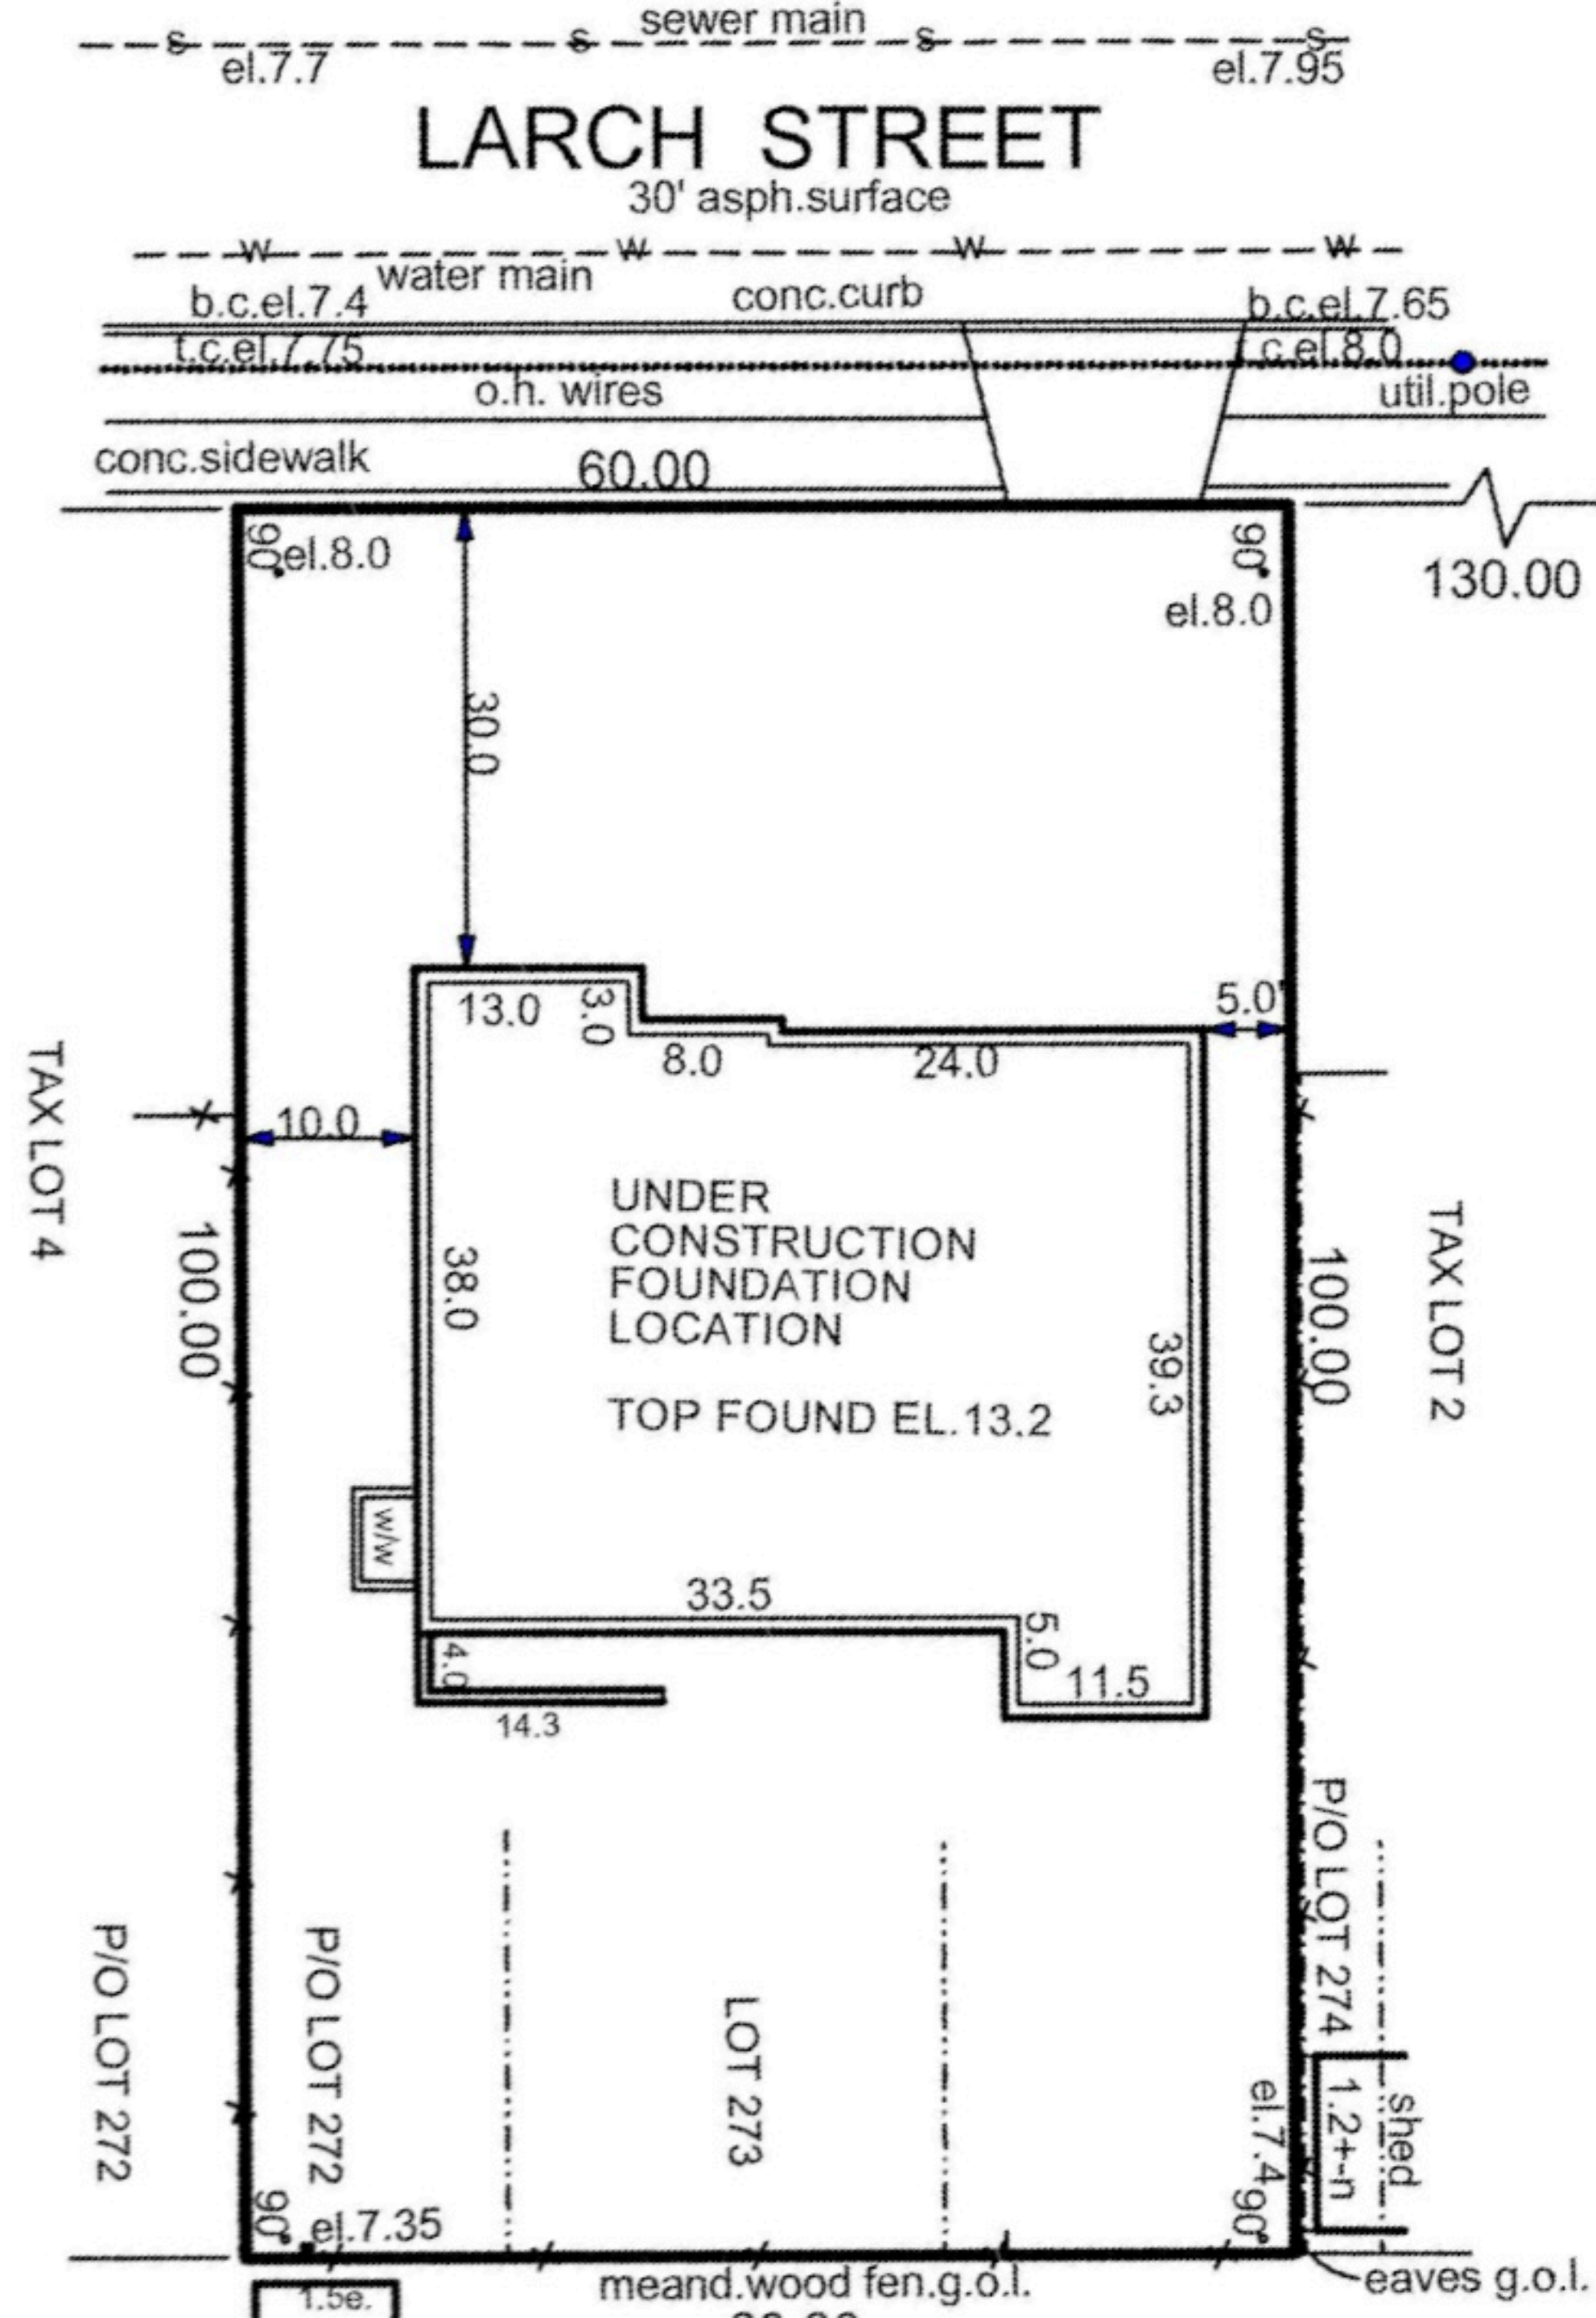 sewer main
S S S S
el.7.7
el.7.95
LARCH STREET
30' asph.surface
W W W W
water main
b.c.el.7.4
conc.curb
b.c.el.7.65
t.c.el.7.75
c.el.8.0
o.h. wires
util.pole
conc.sidewalk
60.00
90°
el.8.0
90°
el.8.0
130.00
30.0
13.0
3.0
8.0
24.0
5.0'
10.0
TAX LOT 4
100.00
38.0
UNDER
CONSTRUCTION
FOUNDATION
LOCATION
TOP FOUND EL.13.2
39.3
100.00
TAX LOT 2
w/w
33.5
5.0
11.5
4.0
14.3
P/O LOT 272
P/O LOT 272
LOT 273
P/O LOT 274
shed
1.2+-n
el.7.4
90°
90°
el.7.35
meand.wood fen.g.o.l.
eaves g.o.l.
1.5e.